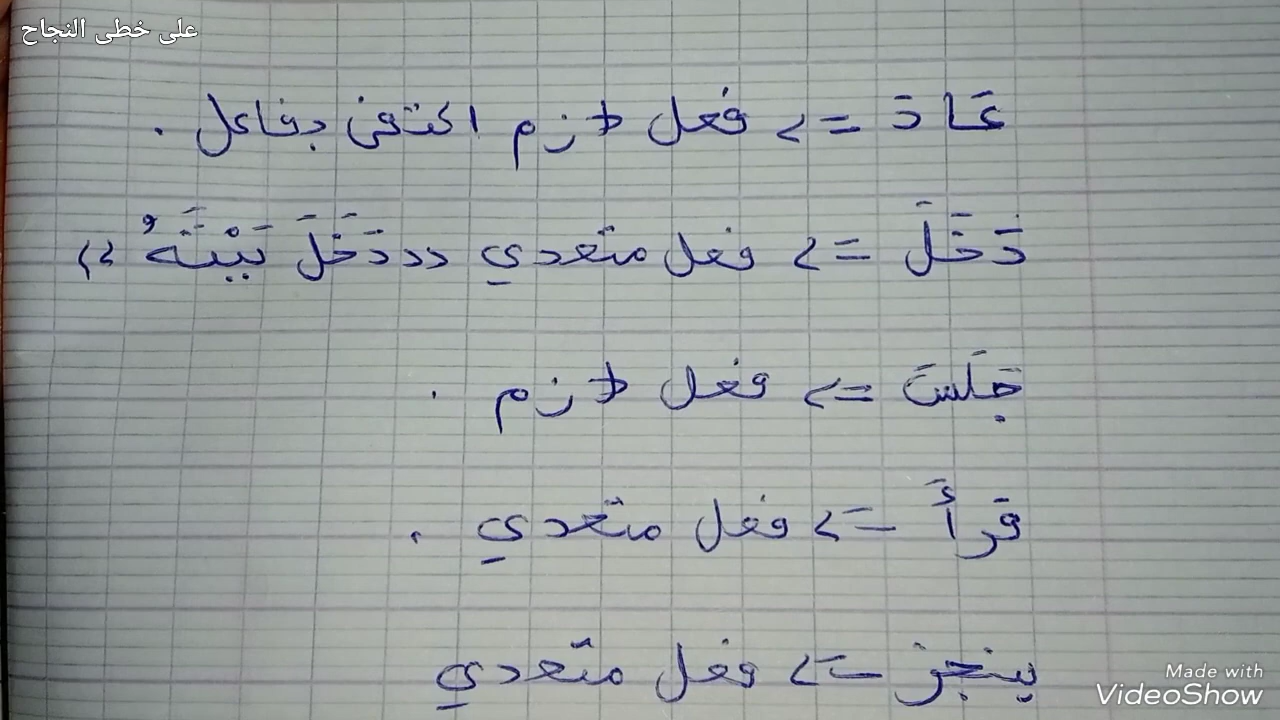 على خطى النجاح
عَادَ => فعل لازم اكتفى بفاعل .
دَخَلَ => فعل متعدي << دَخَلَ بَيْتَهُ >>
جَلَسَ => فعل لازم .
قَرَأَ => فعل متعدي .
ينجز => فعل متعدي
Made with
VideoShow